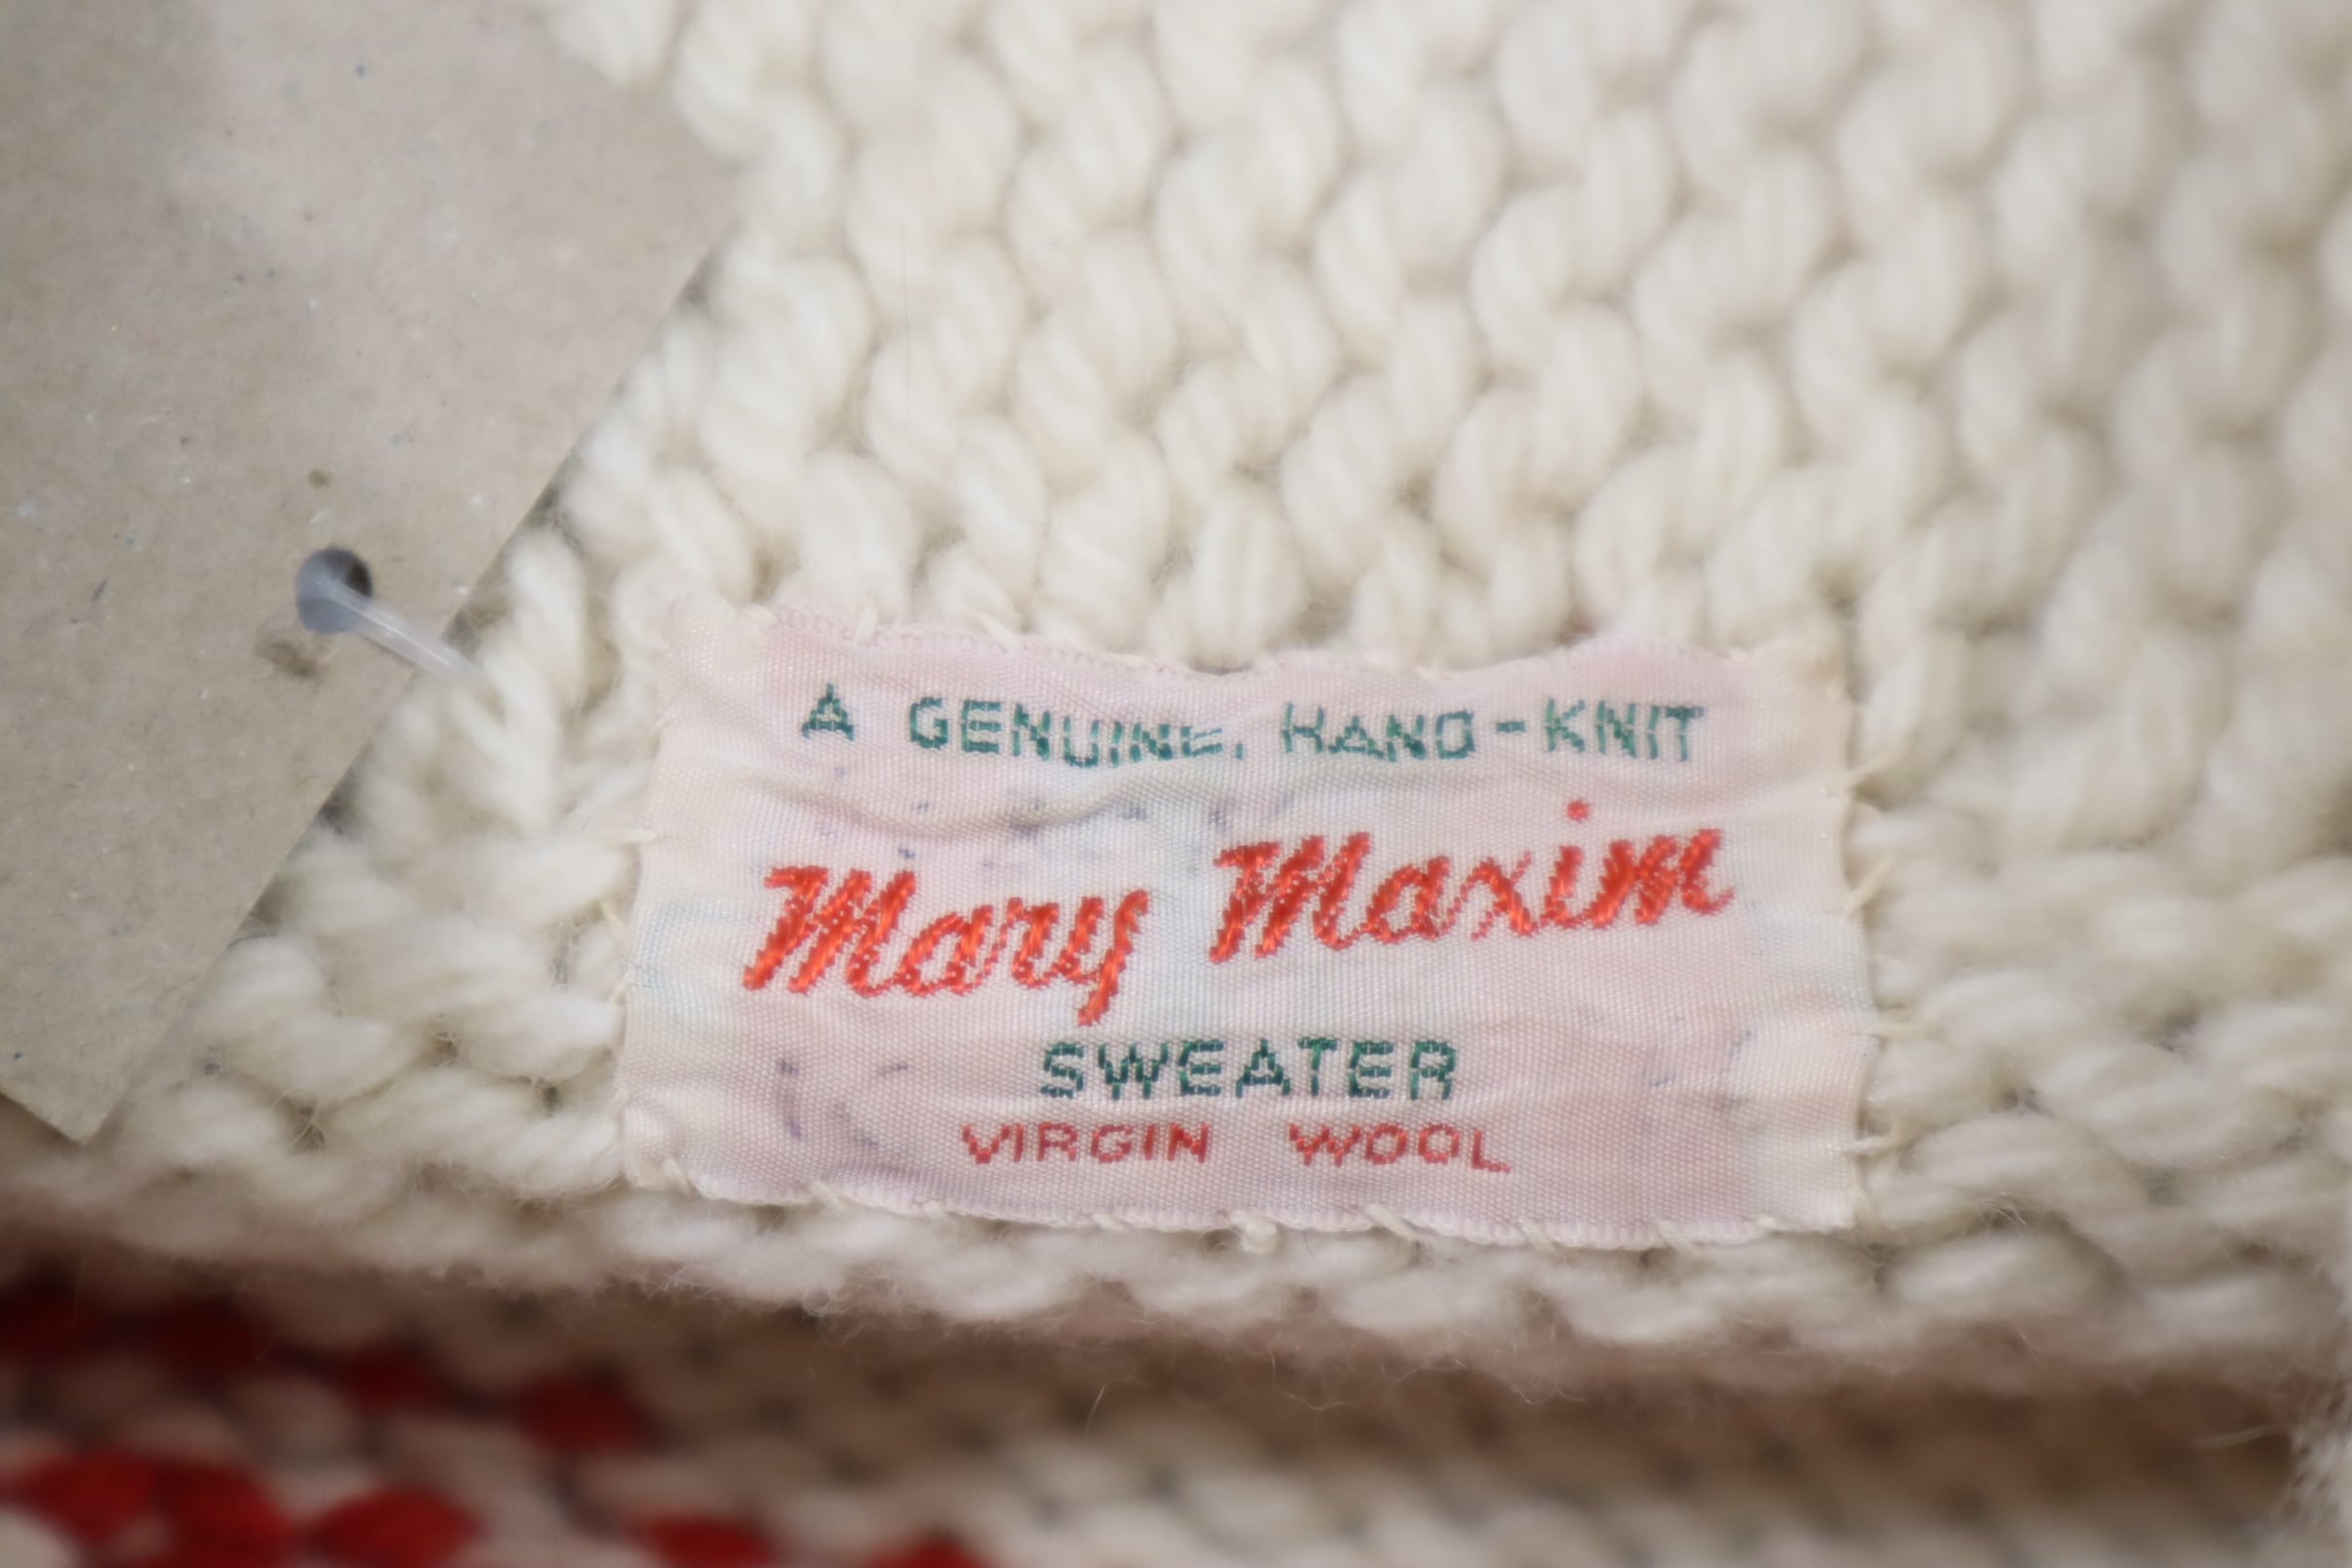 A GENUINE, HAND-KNIT
Mary Maxim
SWEATER
VIRGIN WOOL